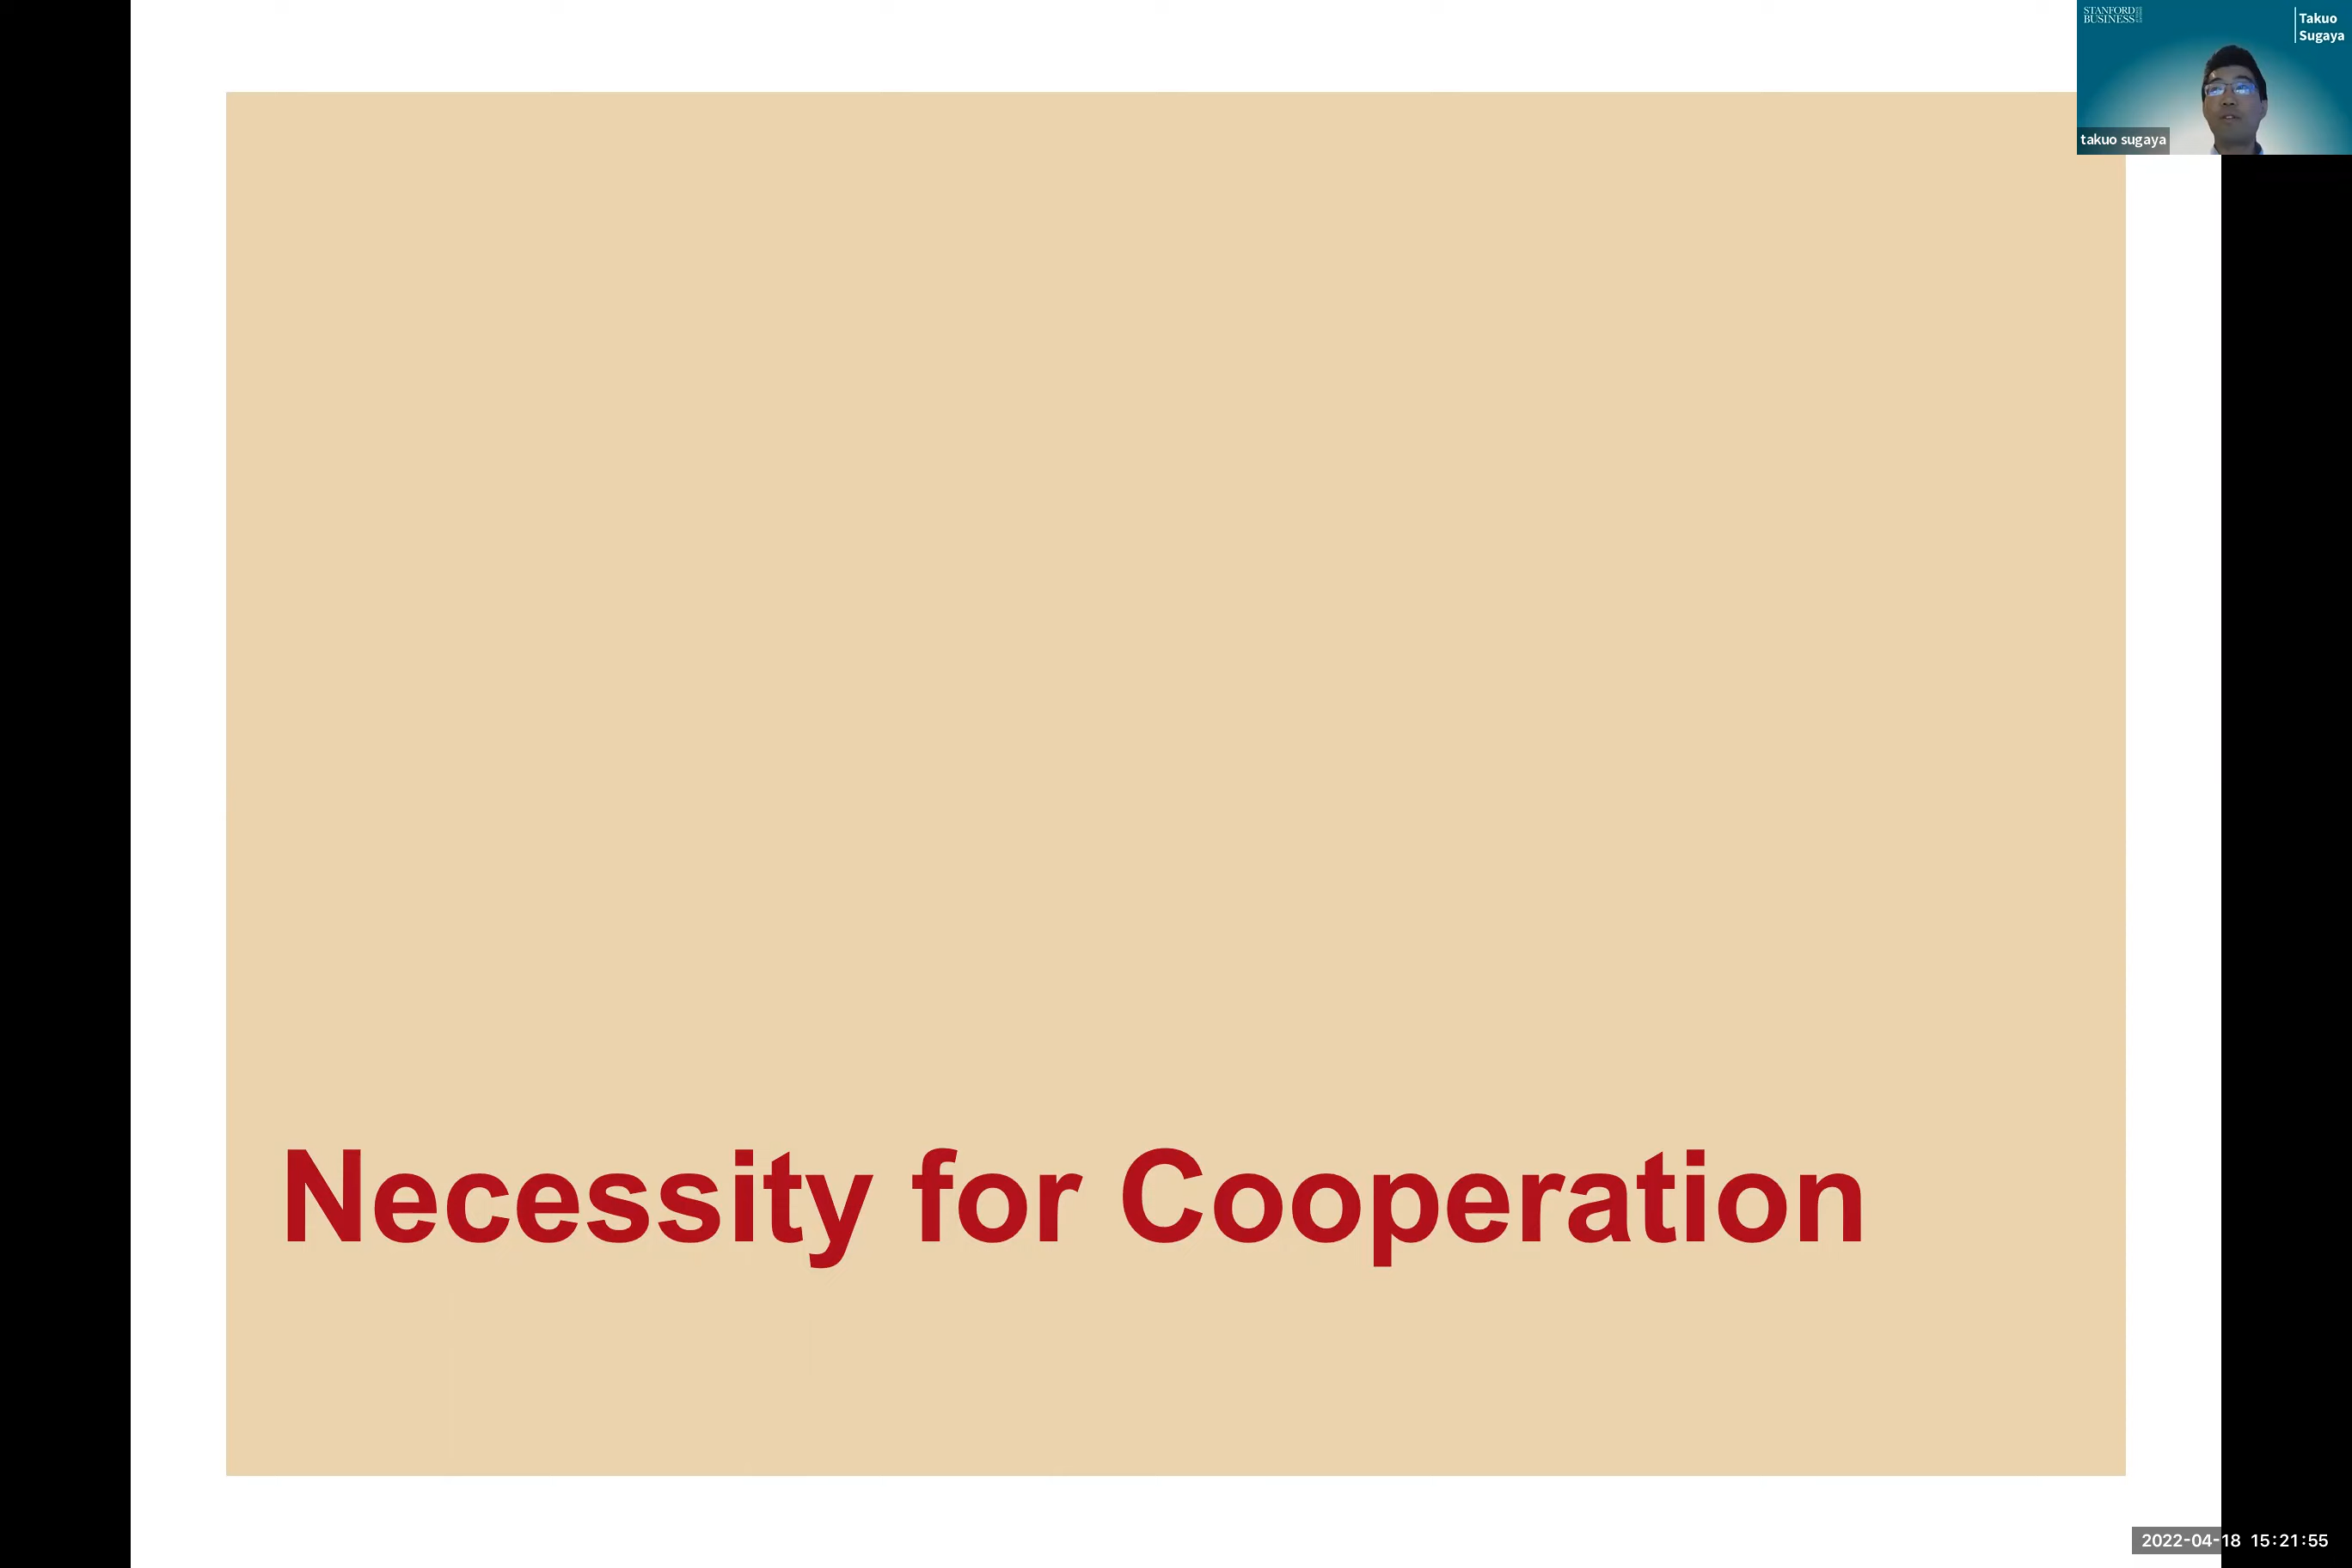 STANFORD
BUSINESS
Takuo
Sugaya
takuo sugaya
Necessity for Cooperation
2022-04-18 15:21:55